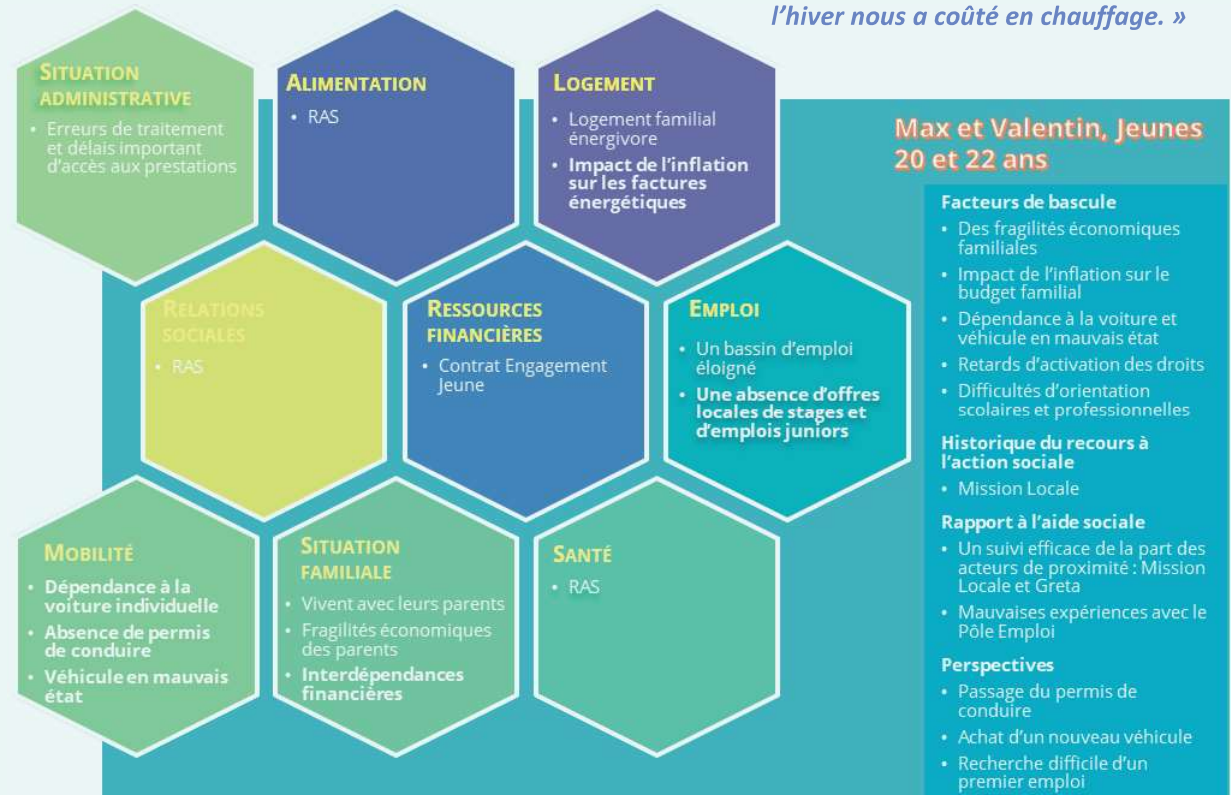 l’hiver nous a coûté en chauffage. »
SITUATION
ADMINISTRATIVE
• Erreurs de traitement
et délais important
d’accès aux prestations
ALIMENTATION
• RAS
LOGEMENT
• Logement familial
énergivore
• Impact de l’inflation
sur les factures
énergétiques
RELATIONS
SOCIALES
• RAS
RESSOURCES
FINANCIÈRES
• Contrat Engagement
Jeune
EMPLOI
• Un bassin d’emploi
éloigné
• Une absence d’offres
locales de stages et
d’emplois juniors
MOBILITÉ
• Dépendance à la
voiture individuelle
• Absence de permis
de conduire
• Véhicule en mauvais
état
SITUATION
FAMILIALE
• Vivent avec leurs parents
• Fragilités économiques
des parents
• Interdépendances
financières
SANTÉ
• RAS
Max et Valentin, Jeunes
20 et 22 ans
Facteurs de bascule
• Des fragilités économiques
familiales
• Impact de l’inflation sur le
budget familial
• Dépendance à la voiture et
véhicule en mauvais état
• Retards d’activation des droits
• Difficultés d’orientation
scolaires et professionnelles
Historique du recours à
l’action sociale
• Mission Locale
Rapport à l’aide sociale
• Un suivi efficace de la part des
acteurs de proximité : Mission
Locale et Greta
• Mauvaises expériences avec le
Pôle Emploi
Perspectives
• Passage du permis de
conduire
• Achat d’un nouveau véhicule
• Recherche difficile d’un
premier emploi